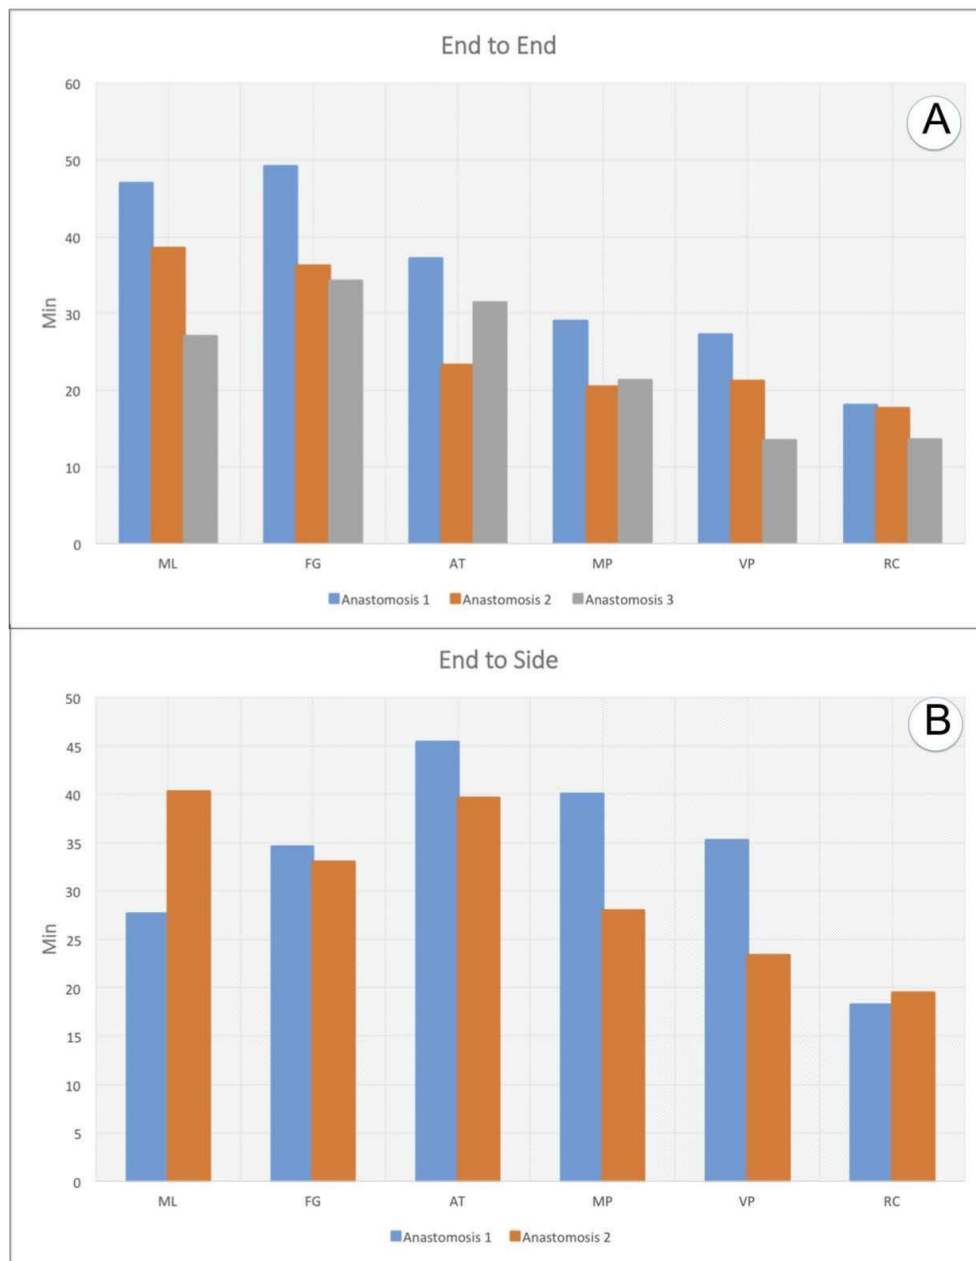 End to End
A
60
50
40
30
20
10
0
Min
ML FG AT MP VP RC
Anastomosis 1 Anastomosis 2 Anastomosis 3
End to Side
B
50
45
40
35
30
25
20
15
10
5
0
Min
ML FG AT MP VP RC
Anastomosis 1 Anastomosis 2